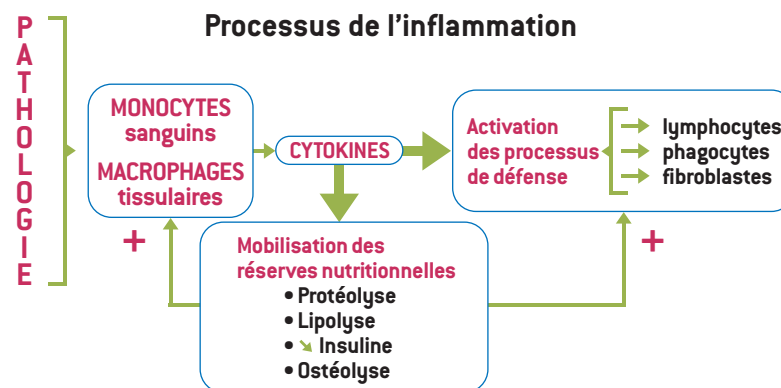 Processus de l'inflammation
PATHOLOGIE
MONOCYTES
sanguins
MACROPHAGES
tissulaires
CYTOKINES
Activation
des processus
de défense
lymphocytes
phagocytes
fibroblastes
+
+
Mobilisation des
réserves nutritionnelles
• Protéolyse
• Lipolyse
• ↘ Insuline
• Ostéolyse